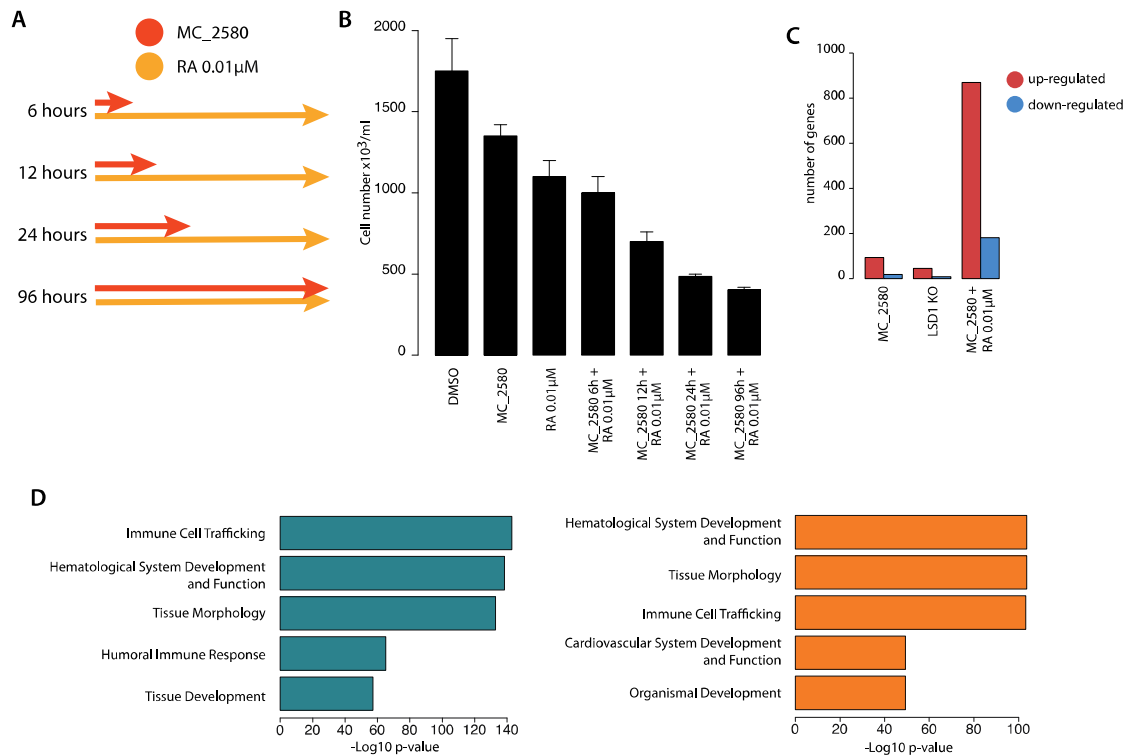 A
MC_2580
RA 0.01µM
6 hours
12 hours
24 hours
96 hours
B
Cell number x10³/ml
2000
1500
1000
500
0
DMSO
MC_2580
RA 0.01µM
MC_2580 6h +
RA 0.01µM
MC_2580 12h +
RA 0.01µM
MC_2580 24h +
RA 0.01µM
MC_2580 96h +
RA 0.01µM
C
number of genes
1000
800
600
400
200
0
up-regulated
down-regulated
MC_2580
LSD1 KO
MC_2580 +
RA 0.01µM
D
Immune Cell Trafficking
Hematological System Development
and Function
Tissue Morphology
Humoral Immune Response
Tissue Development
0 20 40 60 80 100 120 140
-Log10 p-value
Hematological System Development
and Function
Tissue Morphology
Immune Cell Trafficking
Cardiovascular System Development
and Function
Organismal Development
0 20 40 60 80 100
-Log10 p-value